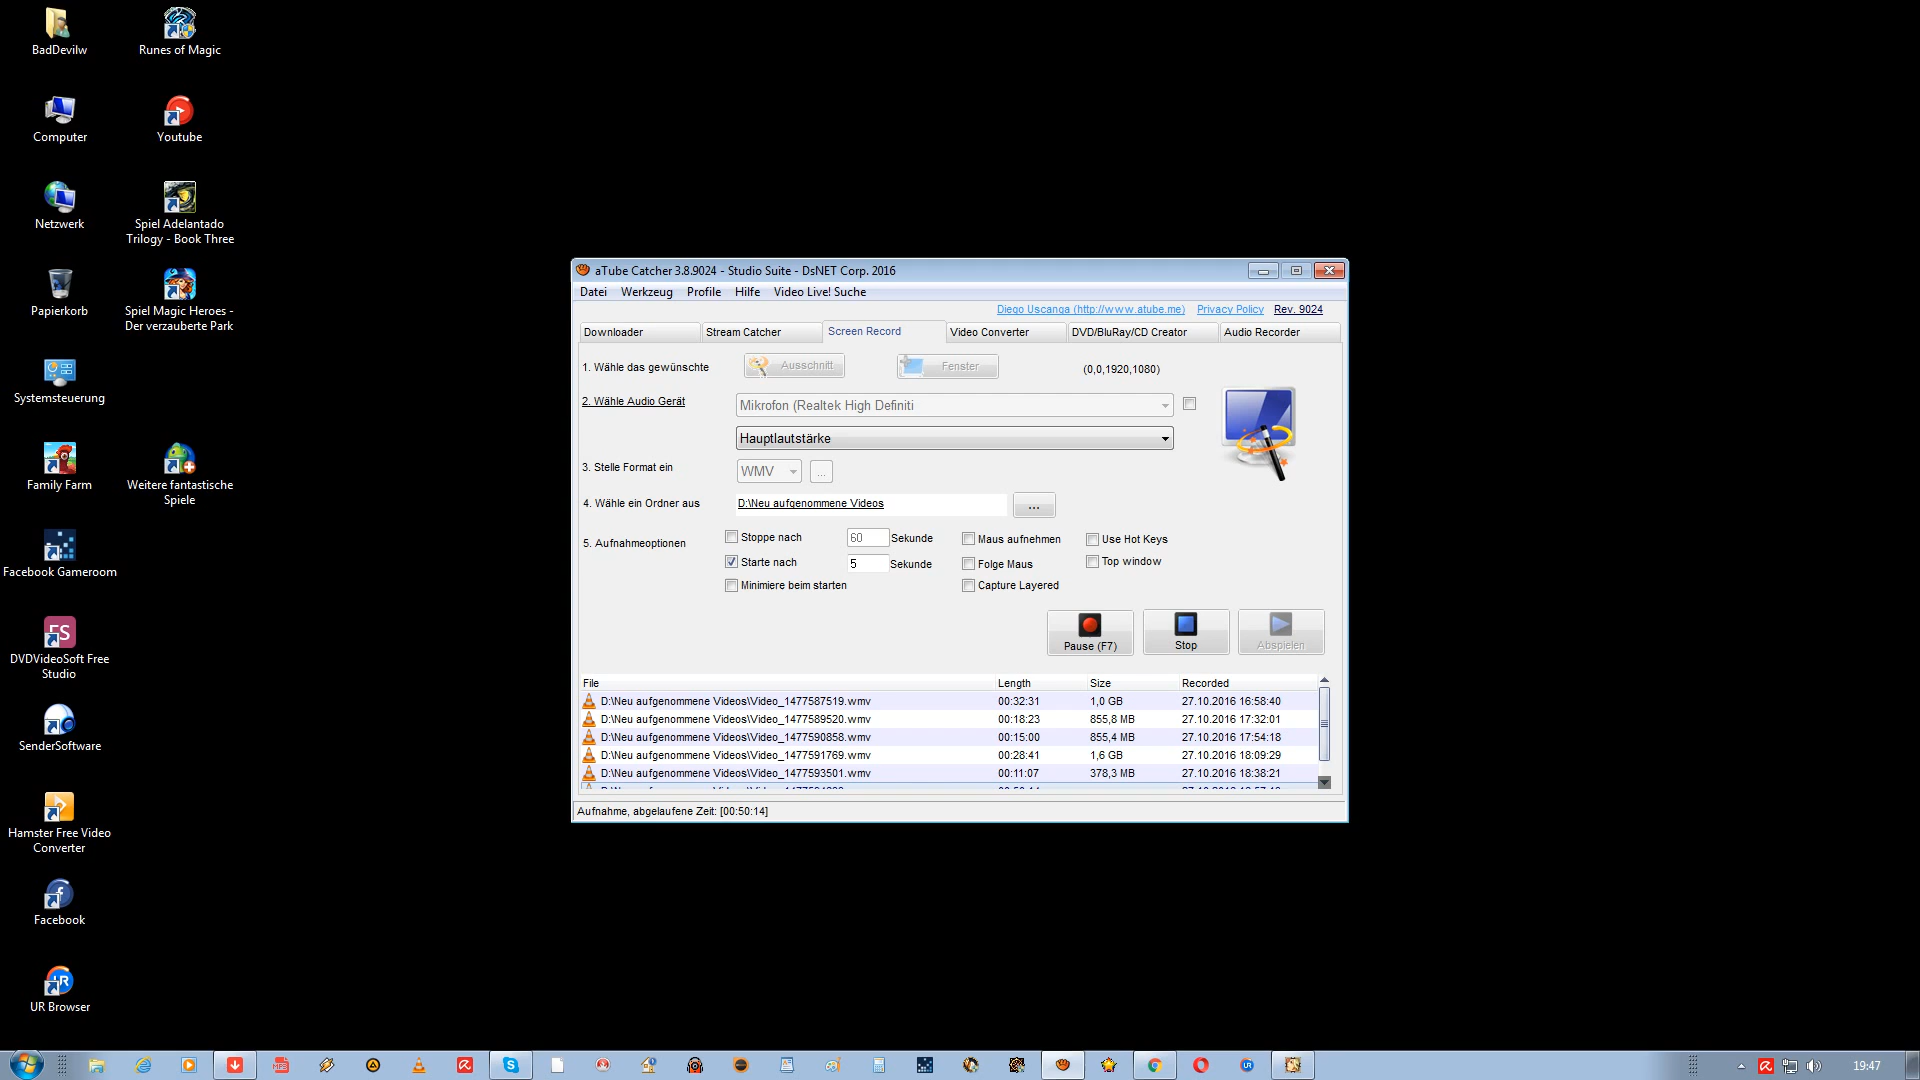 BadDevilw
Runes of Magic
Computer
Youtube
Netzwerk
Spiel Adelantado
Trilogy - Book Three
Papierkorb
Spiel Magic Heroes -
Der verzauberte Park
Systemsteuerung
Family Farm
Weitere fantastische
Spiele
Facebook Gameroom
DVDVideoSoft Free
Studio
SenderSoftware
Hamster Free Video
Converter
Facebook
UR Browser
aTube Catcher 3.8.9024 - Studio Suite - DsNET Corp. 2016
Datei Werkzeug Profile Hilfe Video Live! Suche
Diego Uscanga (http://www.atube.me) Privacy Policy Rev. 9024
Downloader Stream Catcher Screen Record Video Converter DVD/BluRay/CD Creator Audio Recorder
1. Wähle das gewünschte Ausschnitt Fenster (0,0,1920,1080)
2. Wähle Audio Gerät Mikrofon (Realtek High Definiti
Hauptlautstärke
3. Stelle Format ein WMV ...
4. Wähle ein Ordner aus D:\Neu aufgenommene Videos ...
5. Aufnahmeoptionen Stoppe nach 60 Sekunde Maus aufnehmen Use Hot Keys
Starte nach 5 Sekunde Folge Maus Top window
Minimiere beim starten Capture Layered
Pause (F7) Stop Abspielen
File Length Size Recorded
D:\Neu aufgenommene Videos\Video_1477587519.wmv 00:32:31 1,0 GB 27.10.2016 16:58:40
D:\Neu aufgenommene Videos\Video_1477589520.wmv 00:18:23 855,8 MB 27.10.2016 17:32:01
D:\Neu aufgenommene Videos\Video_1477590858.wmv 00:15:00 855,4 MB 27.10.2016 17:54:18
D:\Neu aufgenommene Videos\Video_1477591769.wmv 00:28:41 1,6 GB 27.10.2016 18:09:29
D:\Neu aufgenommene Videos\Video_1477593501.wmv 00:11:07 378,3 MB 27.10.2016 18:38:21
Aufnahme, abgelaufene Zeit: [00:50:14]
19:47